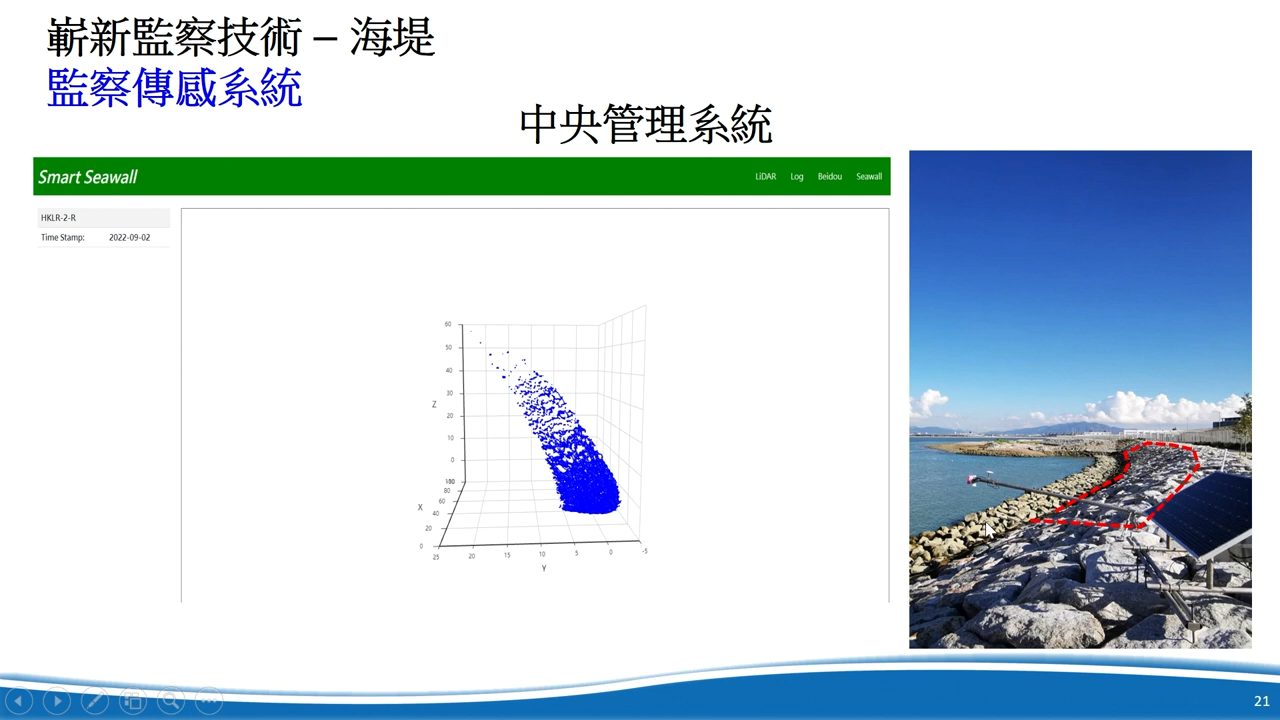 嶄新監察技術 – 海堤
監察傳感系統
中央管理系統
Smart Seawall
LiDAR Log Beidou Seawall
HKLR-2-R
Time Stamp: 2022-09-02
60
50
40
30
20
10
0
Z
80
60
40
20
0
X
25 20 15 10 5 0 -5
Y
21